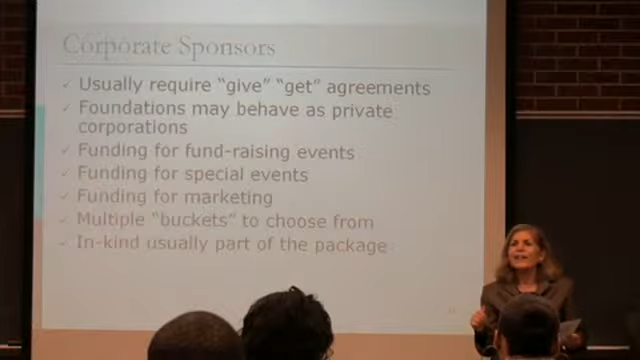 Corporate Sponsors
✓ Usually require “give” “get” agreements
✓ Foundations may behave as private
corporations
✓ Funding for fund-raising events
✓ Funding for special events
✓ Funding for marketing
✓ Multiple “buckets” to choose from
✓ In-kind usually part of the package